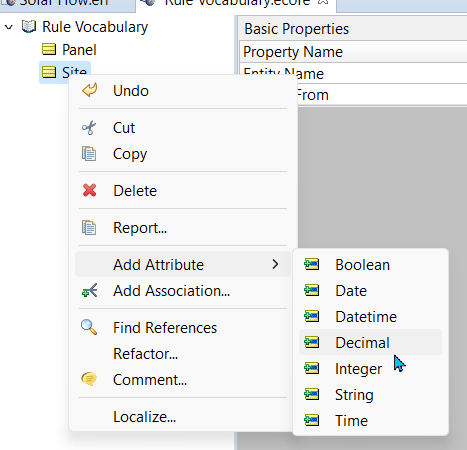 Solar Flow.erf
Rule Vocabulary.ecore
Rule Vocabulary
Panel
Site
Basic Properties
Property Name
Entity Name
From
Undo
Cut
Copy
Delete
Report...
Add Attribute
Add Association...
Find References
Refactor...
Comment...
Localize...
Boolean
Date
Datetime
Decimal
Integer
String
Time